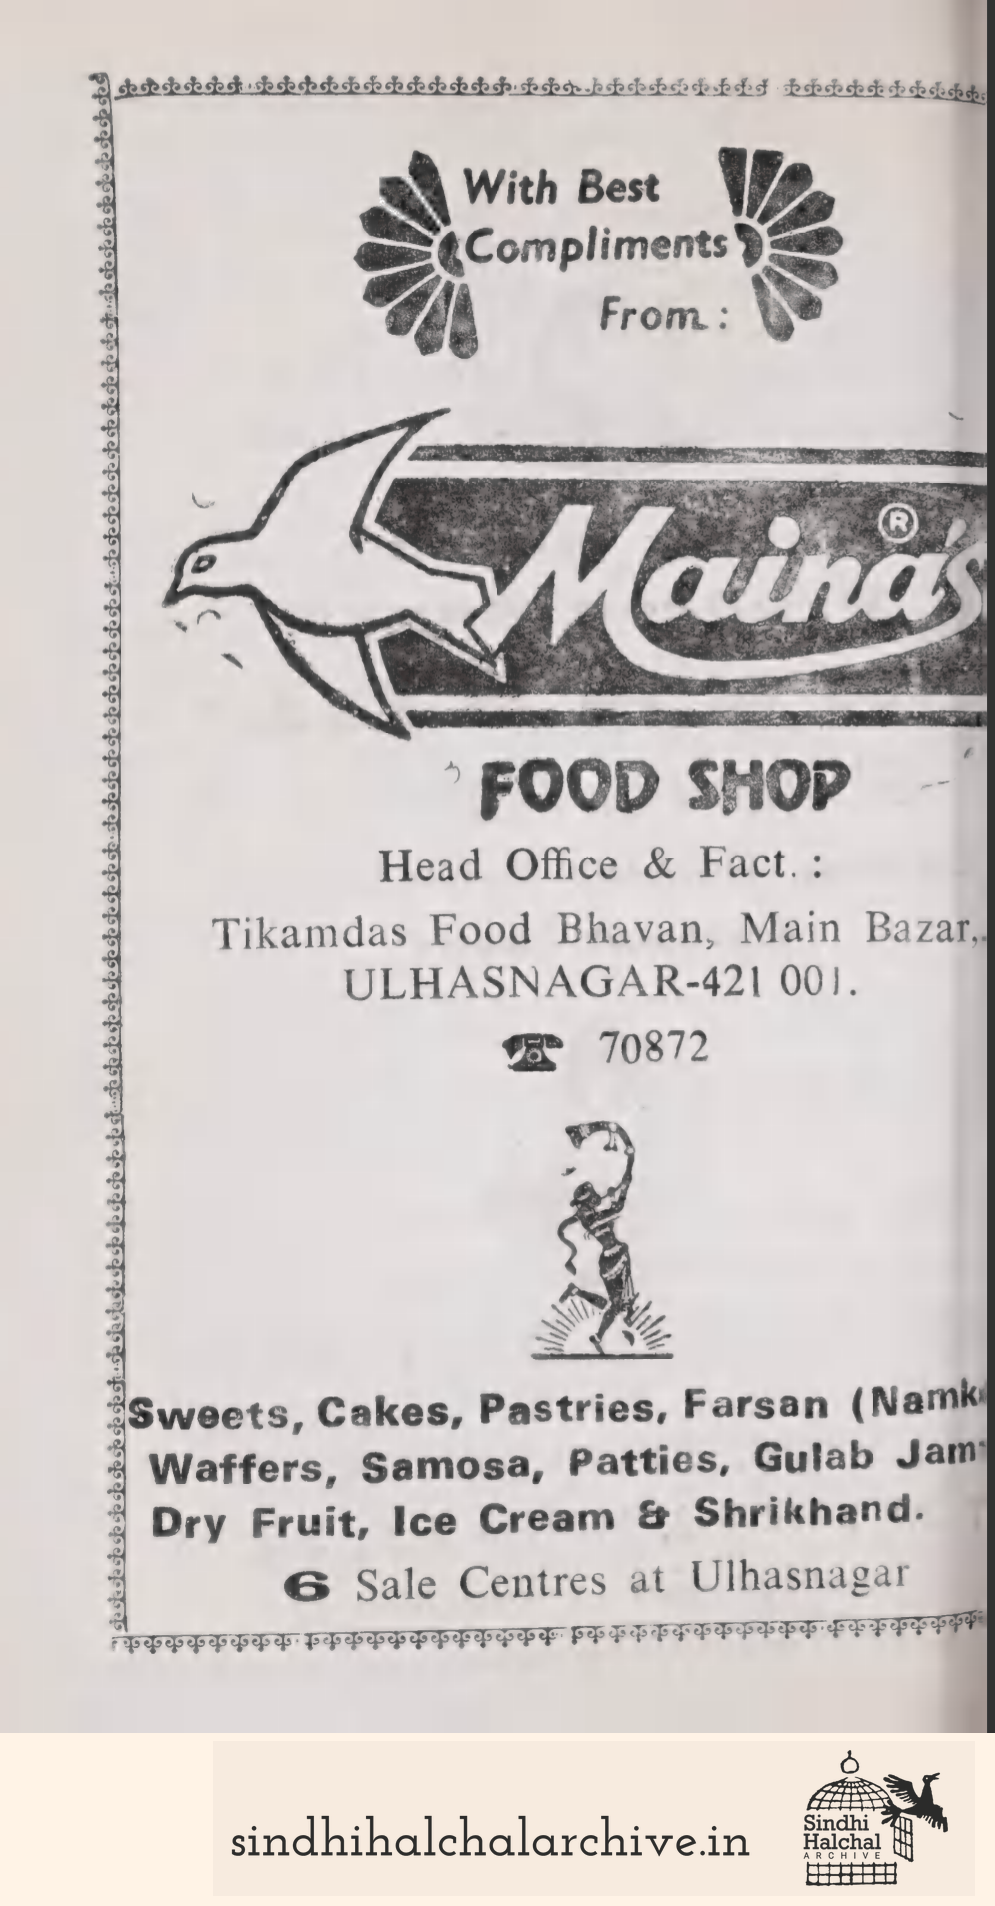 With Best
Compliments
From :
Maina's ®
FOOD SHOP
Head Office & Fact. :
Tikamdas Food Bhavan, Main Bazar,
ULHASNAGAR-421 001.
☎ 70872
Sweets, Cakes, Pastries, Farsan
Waffers, Samosa, Patties, Gulab
Dry Fruit, Ice Cream & Shrikhand.
6 Sale Centres at Ulhasnagar
sindhihalchalarchive.in
Sindhi
Halchal
ARCHIVE